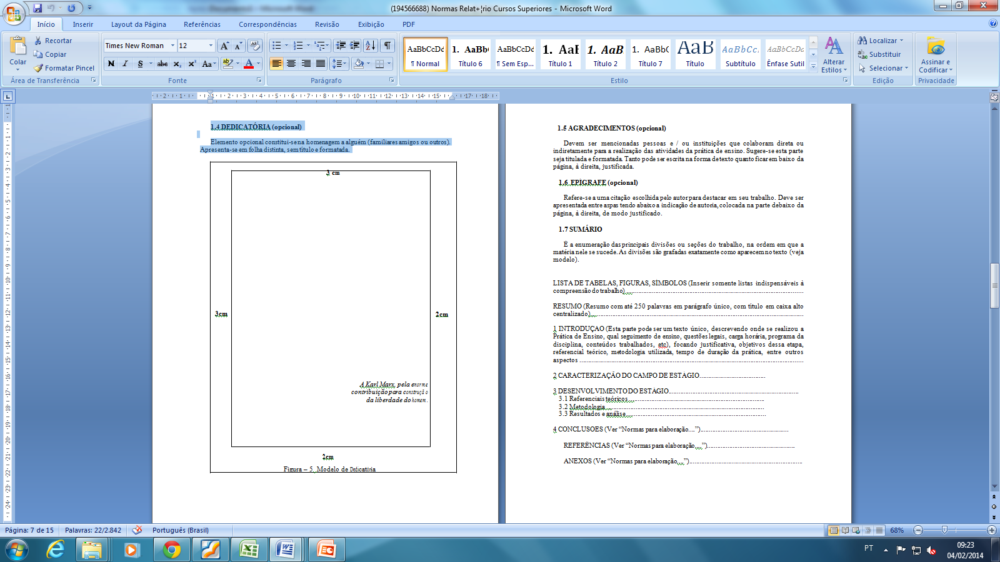 (194566688) Normas Relat+¦rio Cursos Superiores - Microsoft Word
Início Inserir Layout da Página Referências Correspondências Revisão Exibição PDF
Colar
Recortar
Copiar
Formatar Pincel
Área de Transferência
Times New Roman 12
N I S abc x₂ x² Aa
Fonte
Parágrafo
AaBbCcDd 1. AaBb AaBbCcDd 1. AaB 1. AaB 1. AaBbC AaB AaBbCc. AaBbCcDc
¶ Normal Título 6 ¶ Sem Esp... Título 1 Título 2 Título 7 Título Subtítulo Ênfase Sutil
Alterar Estilos
Estilo
Localizar
Substituir
Selecionar
Edição
Assinar e Codificar
Privacidade
1.4 DEDICATÓRIA (opcional)
Elemento opcional constitui-se na homenagem a alguém (familiares amigos ou outros).
Apresenta-se em folha distinta, sem título e formatada.
3 cm
3cm
2cm
A Karl Marx, pela enorme
contribuição para construção
da liberdade do homem.
2cm
Figura – 5 Modelo de Dedicatória
1.5 AGRADECIMENTOS (opcional)
Devem ser mencionadas pessoas e / ou instituições que colaboram direta ou
indiretamente para a realização das atividades da prática de ensino. Sugere-se esta parte
seja titulada e formatada. Tanto pode ser escrita na forma de texto quanto ficar em baixo da
página, à direita, justificada.
1.6 EPÍGRAFE (opcional)
Refere-se a uma citação escolhida pelo autor para destacar em seu trabalho. Deve ser
apresentada entre aspas tendo abaixo a indicação de autoria, colocada na parte debaixo da
página, à direita, de modo justificado.
1.7 SUMÁRIO
É a enumeração das principais divisões ou seções do trabalho, na ordem em que a
matéria nele se sucede. As divisões são grafadas exatamente como aparecem no texto (veja
modelo).
LISTA DE TABELAS, FIGURAS, SÍMBOLOS (Inserir somente listas indispensáveis à
compreensão do trabalho)........
RESUMO (Resumo com até 250 palavras em parágrafo único, com título em caixa alto
centralizado)........
1 INTRODUÇÃO (Esta parte pode ser um texto único, descrevendo onde se realizou a
Prática de Ensino, qual seguimento de ensino, questões legais, carga horária, programa da
disciplina, conteúdos trabalhados, etc), focando justificativa, objetivos dessa etapa,
referencial teórico, metodologia utilizada, tempo de duração da prática, entre outros
aspectos ........
2 CARACTERIZAÇÃO DO CAMPO DE ESTÁGIO........
3 DESENVOLVIMENTO DO ESTÁGIO........
3.1 Referenciais teóricos........
3.2 Metodologia........
3.3 Resultados e análise........
4 CONCLUSOES (Ver “Normas para elaboração....”)........
REFERÊNCIAS (Ver “Normas para elaboração...”)........
ANEXOS (Ver “Normas para elaboração...”)........
Página: 7 de 15 Palavras: 22/2.842 Português (Brasil) 68%
PT
09:23
04/02/2014